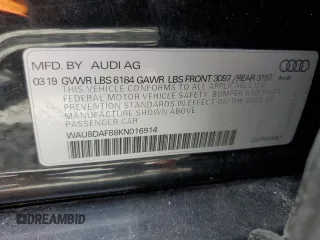 MFD. BY AUDI AG
0319 GVWR LBS 6184 GAWR LBS FRONT 3097 /REAR 3197
THIS VEHICLE CONFORMS TO ALL APPLICABLE U.S.
FEDERAL MOTOR VEHICLE SAFETY, BUMPER AND THEFT
PREVENTION STANDARDS IN EFFECT ON THE DATE OF
MANUFACTURE SHOWN ABOVE
WAU8DAF88KN016914
PASSENGER CAR
Audi
DREAMBID